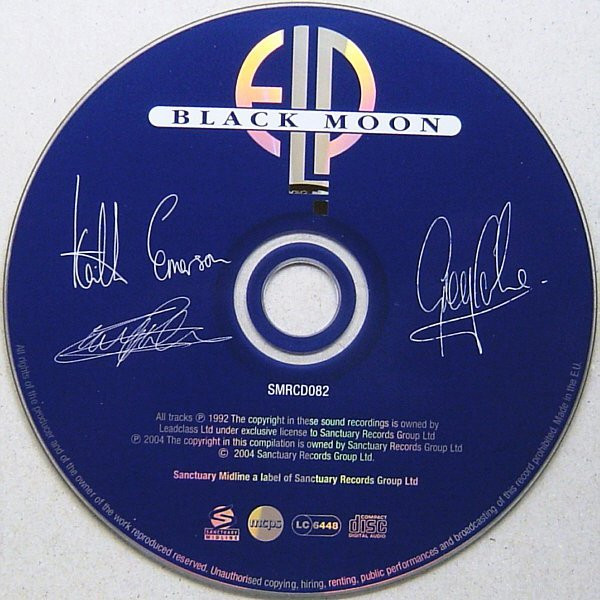 ELP
BLACK MOON
Keith Emerson
SMRCD082
All tracks Ⓟ 1992 The copyright in these sound recordings is owned by
Leadclass Ltd under exclusive license to Sanctuary Records Group Ltd
Ⓟ 2004 The copyright in this compilation is owned by Sanctuary Records Group Ltd
© 2004 Sanctuary Records Group Ltd.
Sanctuary Midline a label of Sanctuary Records Group Ltd
S
SANCTUARY
MIDLINE
mcps
LC 6448
COMPACT
disc
DIGITAL AUDIO
All rights of the producer and of the owner of the work reproduced reserved. Unauthorised copying, hiring, renting, public performances and broadcasting of this record prohibited. Made in the E.U.